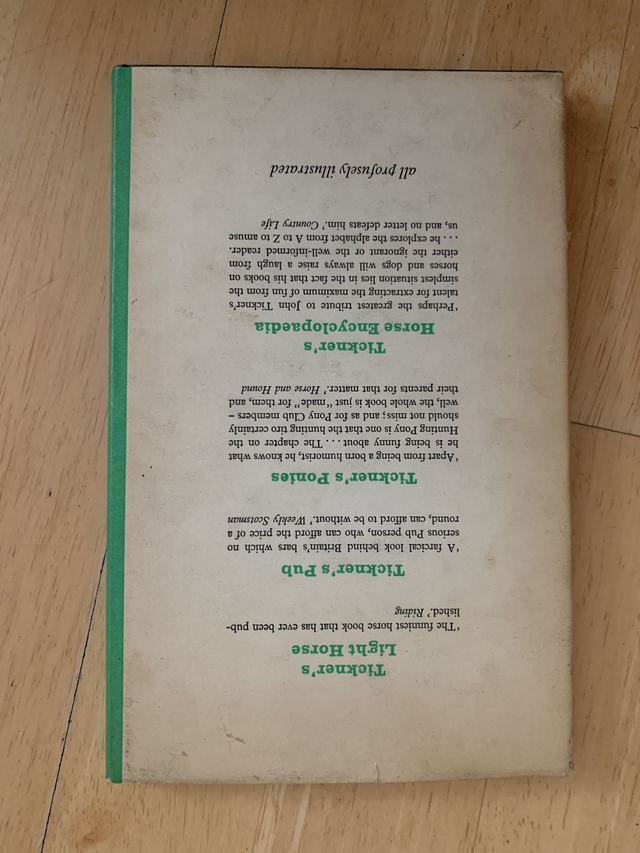 Tickner's
Light Horse
'The funniest horse book that has ever been pub-
lished.' Riding
Tickner's Pub
'A farcical look behind Britain's bars which no
serious Pub person, who can afford the price of a
round, can afford to be without.' Weekly Scotsman
Tickner's Ponies
'Apart from being a born humorist, he knows what
he is being funny about . . . The chapter on the
Hunting Pony is one that the hunting tiro certainly
should not miss; and as for Pony Club members –
well, the whole book is just "made" for them, and
their parents for that matter.' Horse and Hound
Tickner's
Horse Encyclopaedia
'Perhaps the greatest tribute to John Tickner's
talent for extracting the maximum of fun from the
simplest situation lies in the fact that his books on
horses and dogs will always raise a laugh from
either the ignorant or the well-informed reader.
. . . he explores the alphabet from A to Z to amuse
us, and no letter defeats him.' Country Life
all profusely illustrated